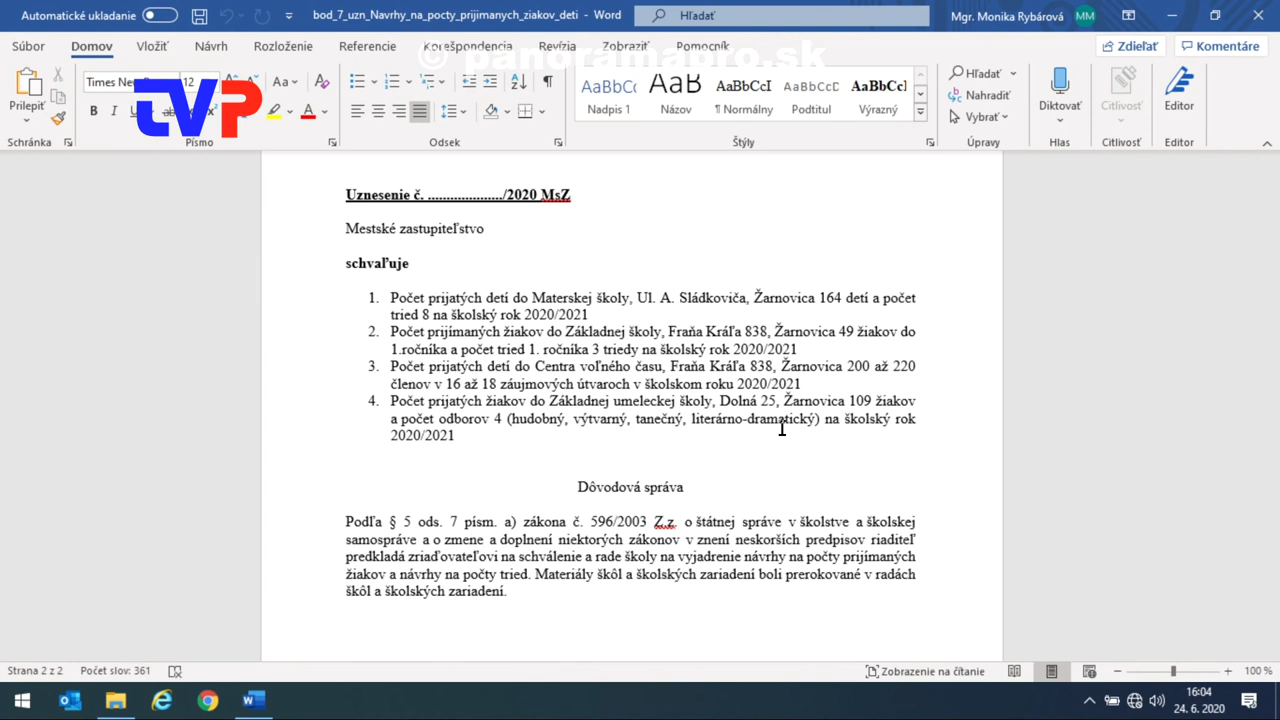 Automatické ukladanie
bod_7_uzn_Navrhy_na_pocty_prijimanych_ziakov_deti - Word
Hľadať
Mgr. Monika Rybárová
MM
Súbor Domov Vložiť Návrh Rozloženie Referencie Korešpondencia Revízia Zobraziť Pomocník
© panoramapro.sk
Zdieľať
Komentáre
tVP
Prilepiť
Times New
12
Aa
B I U ab
AaBbCc AaB AaBbCcI AaBbCcC AaBbCcI
Nadpis 1 Názov ¶ Normálny Podtitul Výrazný
Hľadať
Nahradiť
Vybrať
Diktovať
Citlivosť
Editor
Schránka Písmo Odsek Štýly Úpravy Hlas Citlivosť Editor
Uznesenie č. ...................../2020 MsZ
Mestské zastupiteľstvo
schvaľuje
1. Počet prijatých detí do Materskej školy, Ul. A. Sládkoviča, Žarnovica 164 detí a počet
tried 8 na školský rok 2020/2021
2. Počet prijímaných žiakov do Základnej školy, Fraňa Kráľa 838, Žarnovica 49 žiakov do
1.ročníka a počet tried 1. ročníka 3 triedy na školský rok 2020/2021
3. Počet prijatých detí do Centra voľného času, Fraňa Kráľa 838, Žarnovica 200 až 220
členov v 16 až 18 záujmových útvaroch v školskom roku 2020/2021
4. Počet prijatých žiakov do Základnej umeleckej školy, Dolná 25, Žarnovica 109 žiakov
a počet odborov 4 (hudobný, výtvarný, tanečný, literárno-dramatický) na školský rok
2020/2021
Dôvodová správa
Podľa § 5 ods. 7 písm. a) zákona č. 596/2003 Z.z. o štátnej správe v školstve a školskej
samospráve a o zmene a doplnení niektorých zákonov v znení neskorších predpisov riaditeľ
predkladá zriaďovateľovi na schválenie a rade školy na vyjadrenie návrhy na počty prijímaných
žiakov a návrhy na počty tried. Materiály škôl a školských zariadení boli prerokované v radách
škôl a školských zariadení.
Strana 2 z 2
Počet slov: 361
Zobrazenie na čítanie
100 %
16:04
24. 6. 2020